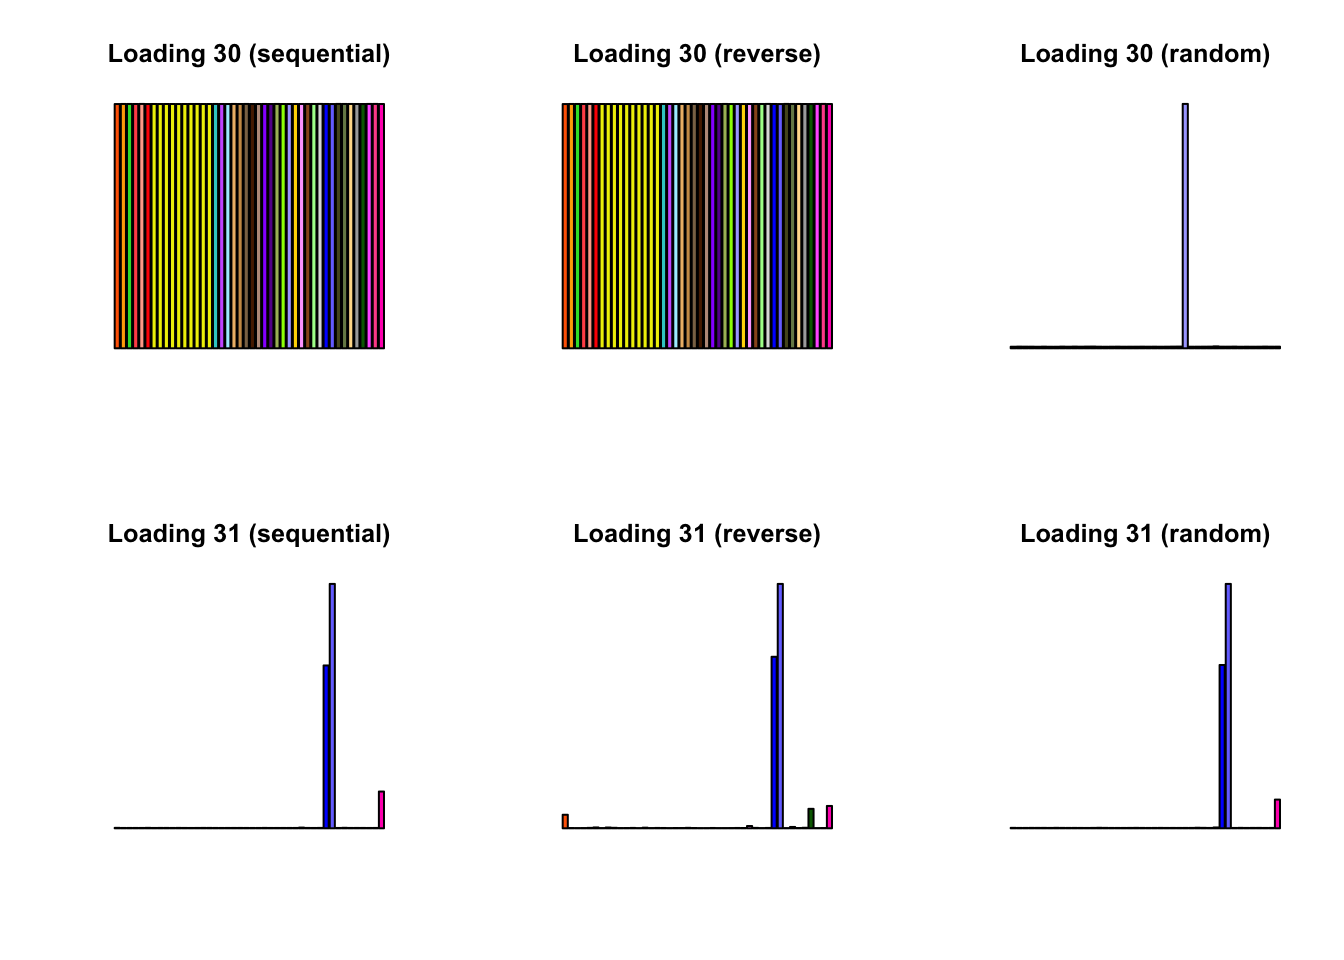 Loading 30 (sequential)
Loading 30 (reverse)
Loading 30 (random)
Loading 31 (sequential)
Loading 31 (reverse)
Loading 31 (random)